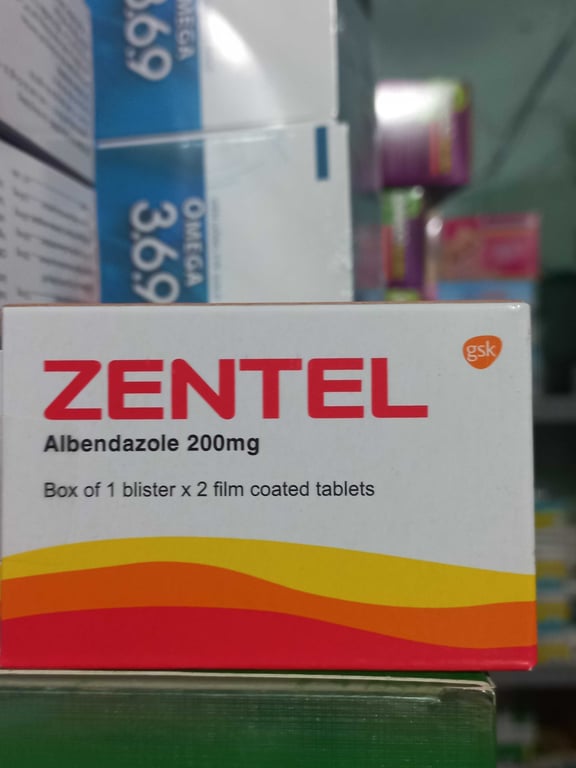 OMEGA
3.6.9
OMEGA
3.6.9
ZENTEL
gsk
Albendazole 200mg
Box of 1 blister x 2 film coated tablets